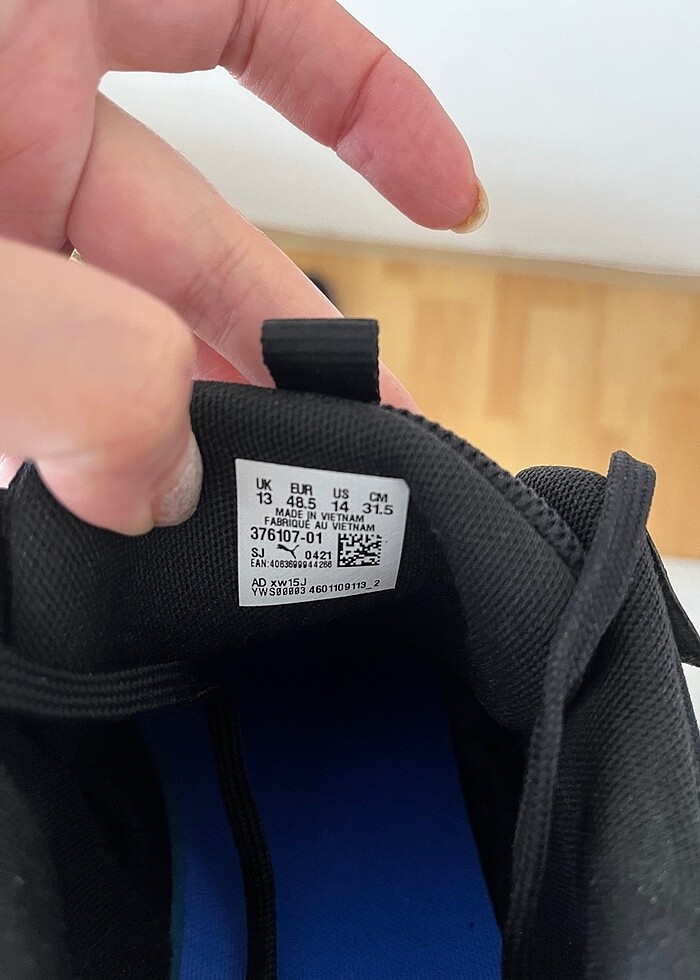 UK EUR US CM
13 48.5 14 31.5
MADE IN VIETNAM
FABRIQUÉ AU VIETNAM
376107-01
SJ 0421
EAN:4063699944266
AD xw15J
YWS00003 4601109113_2